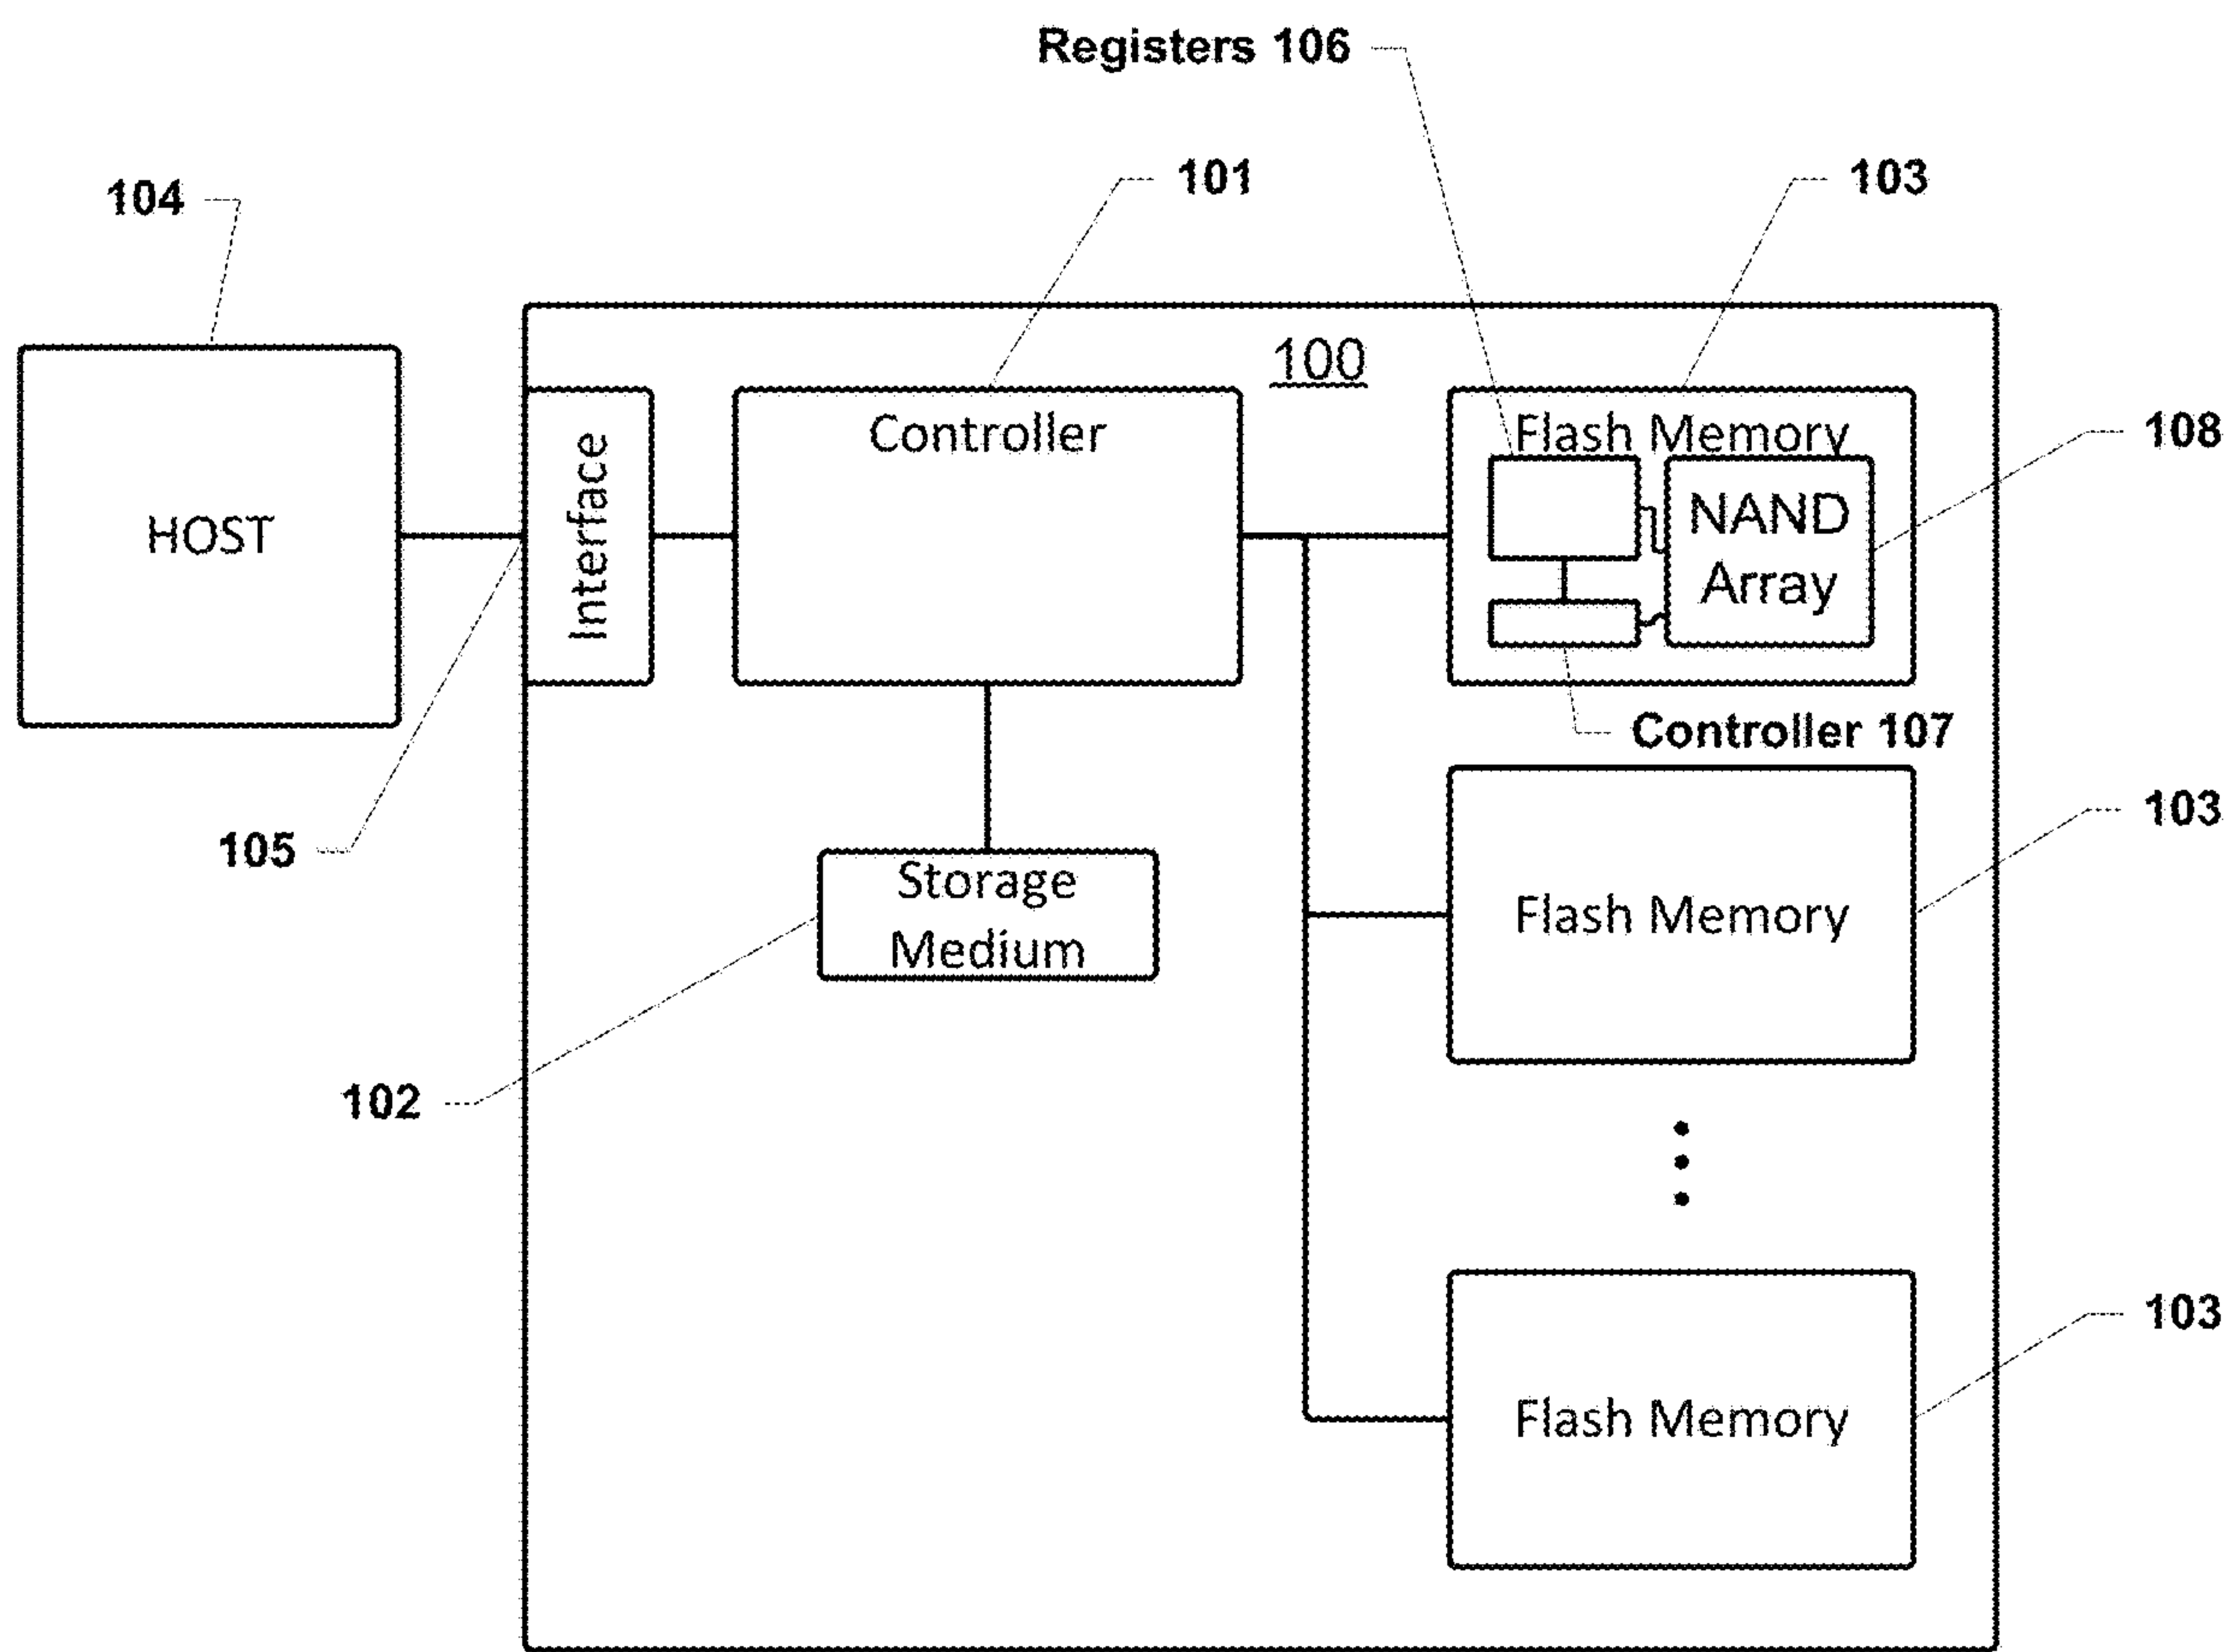 Registers 106
101
103
104
100
Controller
Flash Memory
108
Interface
HOST
NAND
Array
Controller 107
103
105
Storage
Medium
Flash Memory
102
103
Flash Memory